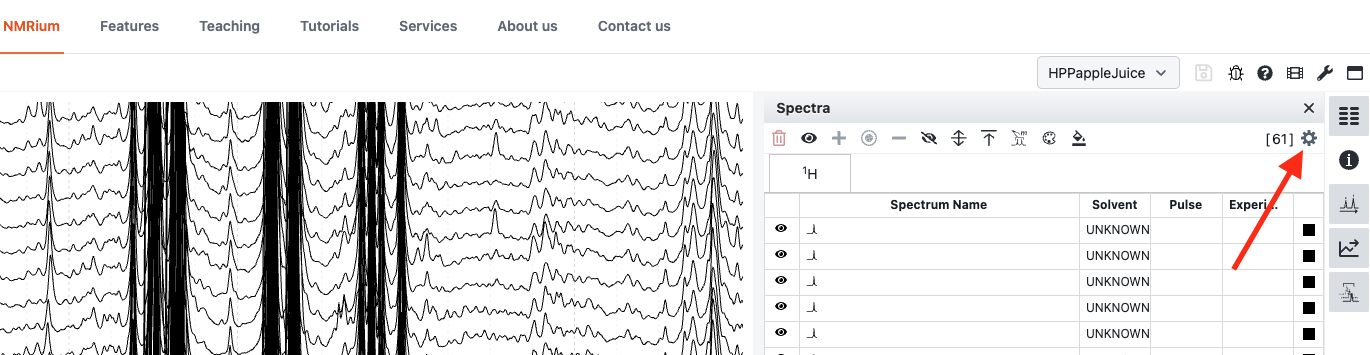 NMRium Features Teaching Tutorials Services About us Contact us
HPPappleJuice
Spectra
[61]
¹H
Spectrum Name Solvent Pulse Experi...
UNKNOWN
UNKNOWN
UNKNOWN
UNKNOWN
UNKNOWN